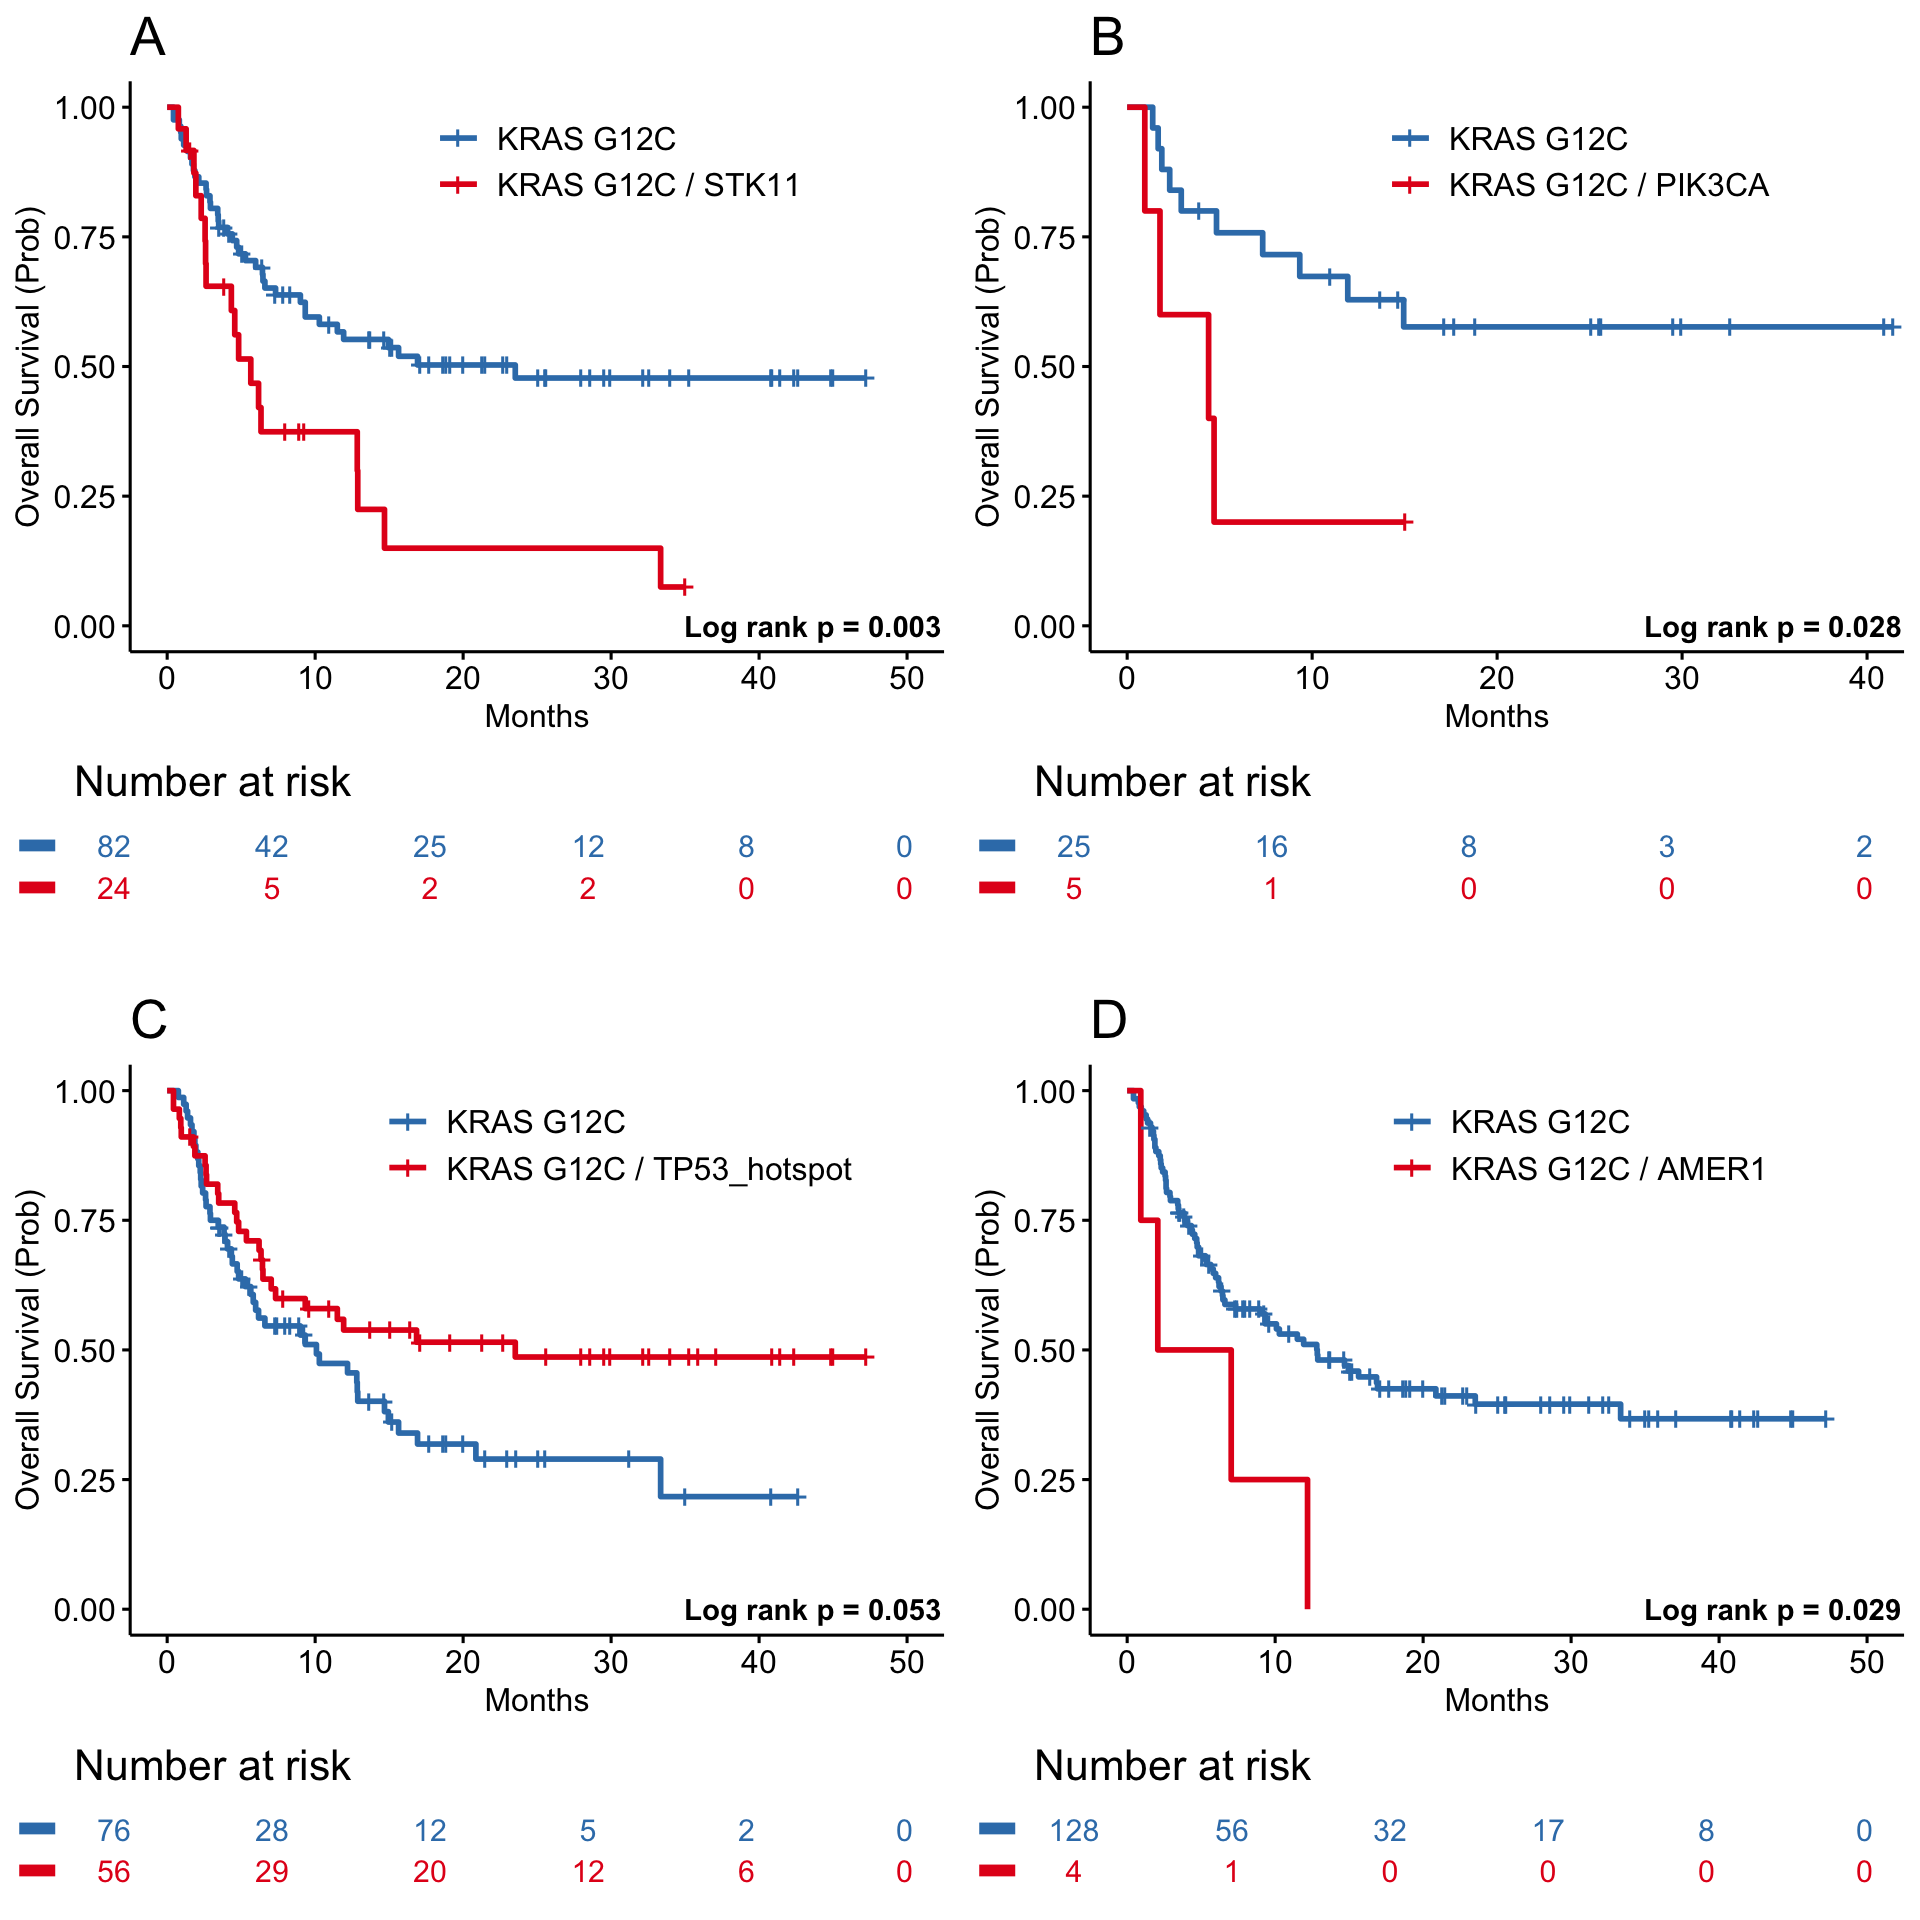 A
Overall Survival (Prob)
1.00
0.75
0.50
0.25
0.00
KRAS G12C
KRAS G12C / STK11
Log rank p = 0.003
0 10 20 30 40 50
Months
Number at risk
82 42 25 12 8 0
24 5 2 2 0 0
B
Overall Survival (Prob)
1.00
0.75
0.50
0.25
0.00
KRAS G12C
KRAS G12C / PIK3CA
Log rank p = 0.028
0 10 20 30 40
Months
Number at risk
25 16 8 3 2
5 1 0 0 0
C
Overall Survival (Prob)
1.00
0.75
0.50
0.25
0.00
KRAS G12C
KRAS G12C / TP53_hotspot
Log rank p = 0.053
0 10 20 30 40 50
Months
Number at risk
76 28 12 5 2 0
56 29 20 12 6 0
D
Overall Survival (Prob)
1.00
0.75
0.50
0.25
0.00
KRAS G12C
KRAS G12C / AMER1
Log rank p = 0.029
0 10 20 30 40 50
Months
Number at risk
128 56 32 17 8 0
4 1 0 0 0 0